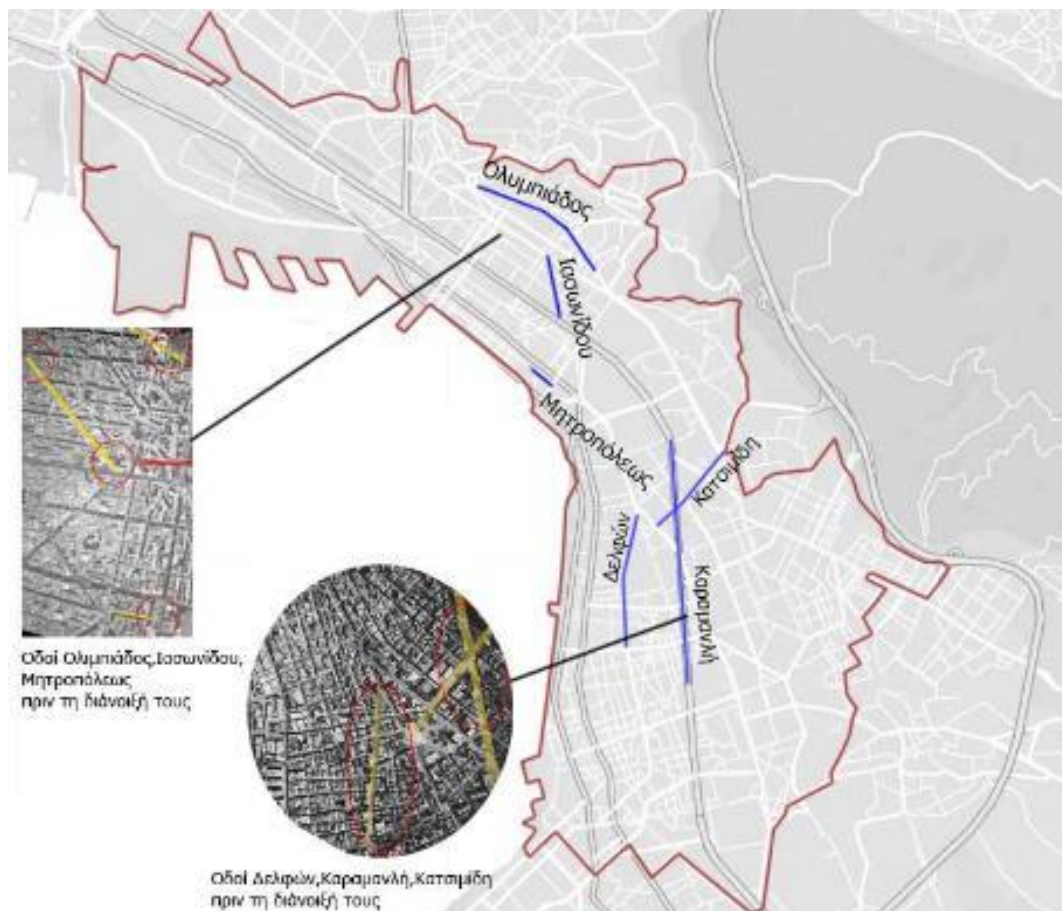 Ολυμπιάδος
Ιασωνίδου
Μητροπόλεως
Κατσιμίδη
Δελφών
Καραμανλή
Οδοί Ολιμπιάδος,Ιασωνίδου,
Μητροπόλεως
πριν τη διάνοιξή τους
Οδοί Δελφών,Καραμανλή,Κατσιμίδη
πριν τη διάνοιξή τους